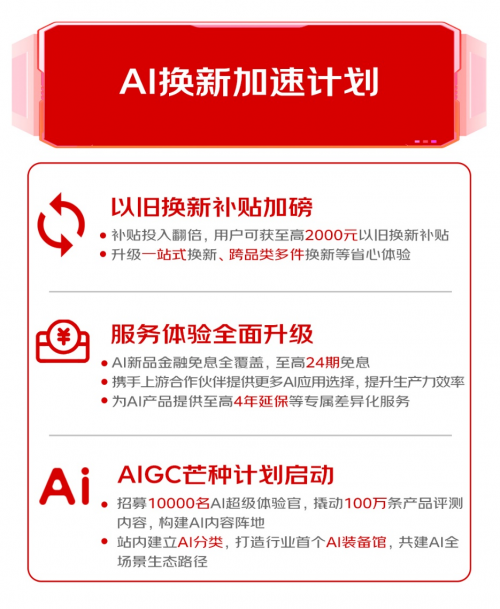 AI换新加速计划
以旧换新补贴加磅
补贴投入翻倍，用户可获至高2000元以旧换新补贴
升级一站式换新、跨品类多件换新等省心体验
¥
服务体验全面升级
AI新品金融免息全覆盖，至高24期免息
携手上游合作伙伴提供更多AI应用选择，提升生产力效率
为AI产品提供至高4年延保等专属差异化服务
Ai
AIGC芒种计划启动
招募10000名AI超级体验官，撬动100万条产品评测
内容，构建AI内容阵地
站内建立AI分类，打造行业首个AI装备馆，共建AI全
场景生态路径